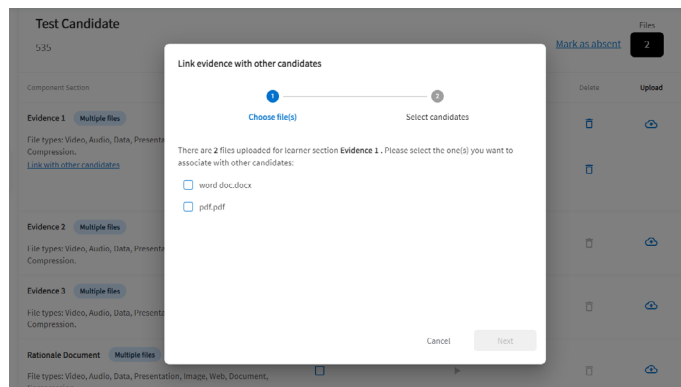 Test Candidate
Files
535
Mark as absent
2
Link evidence with other candidates
1
2
Choose file(s)
Select candidates
Component Section
Delete
Upload
Evidence 1 Multiple files
File types: Video, Audio, Data, Presenta
Compression.
Link with other candidates
There are 2 files uploaded for learner section Evidence 1 . Please select the one(s) you want to
associate with other candidates:
word doc.docx
pdf.pdf
Evidence 2 Multiple files
File types: Video, Audio, Data, Presenta
Compression.
Evidence 3 Multiple files
File types: Video, Audio, Data, Presenta
Compression.
Cancel
Next
Rationale Document Multiple files
File types: Video, Audio, Data, Presentation, Image, Web, Document,